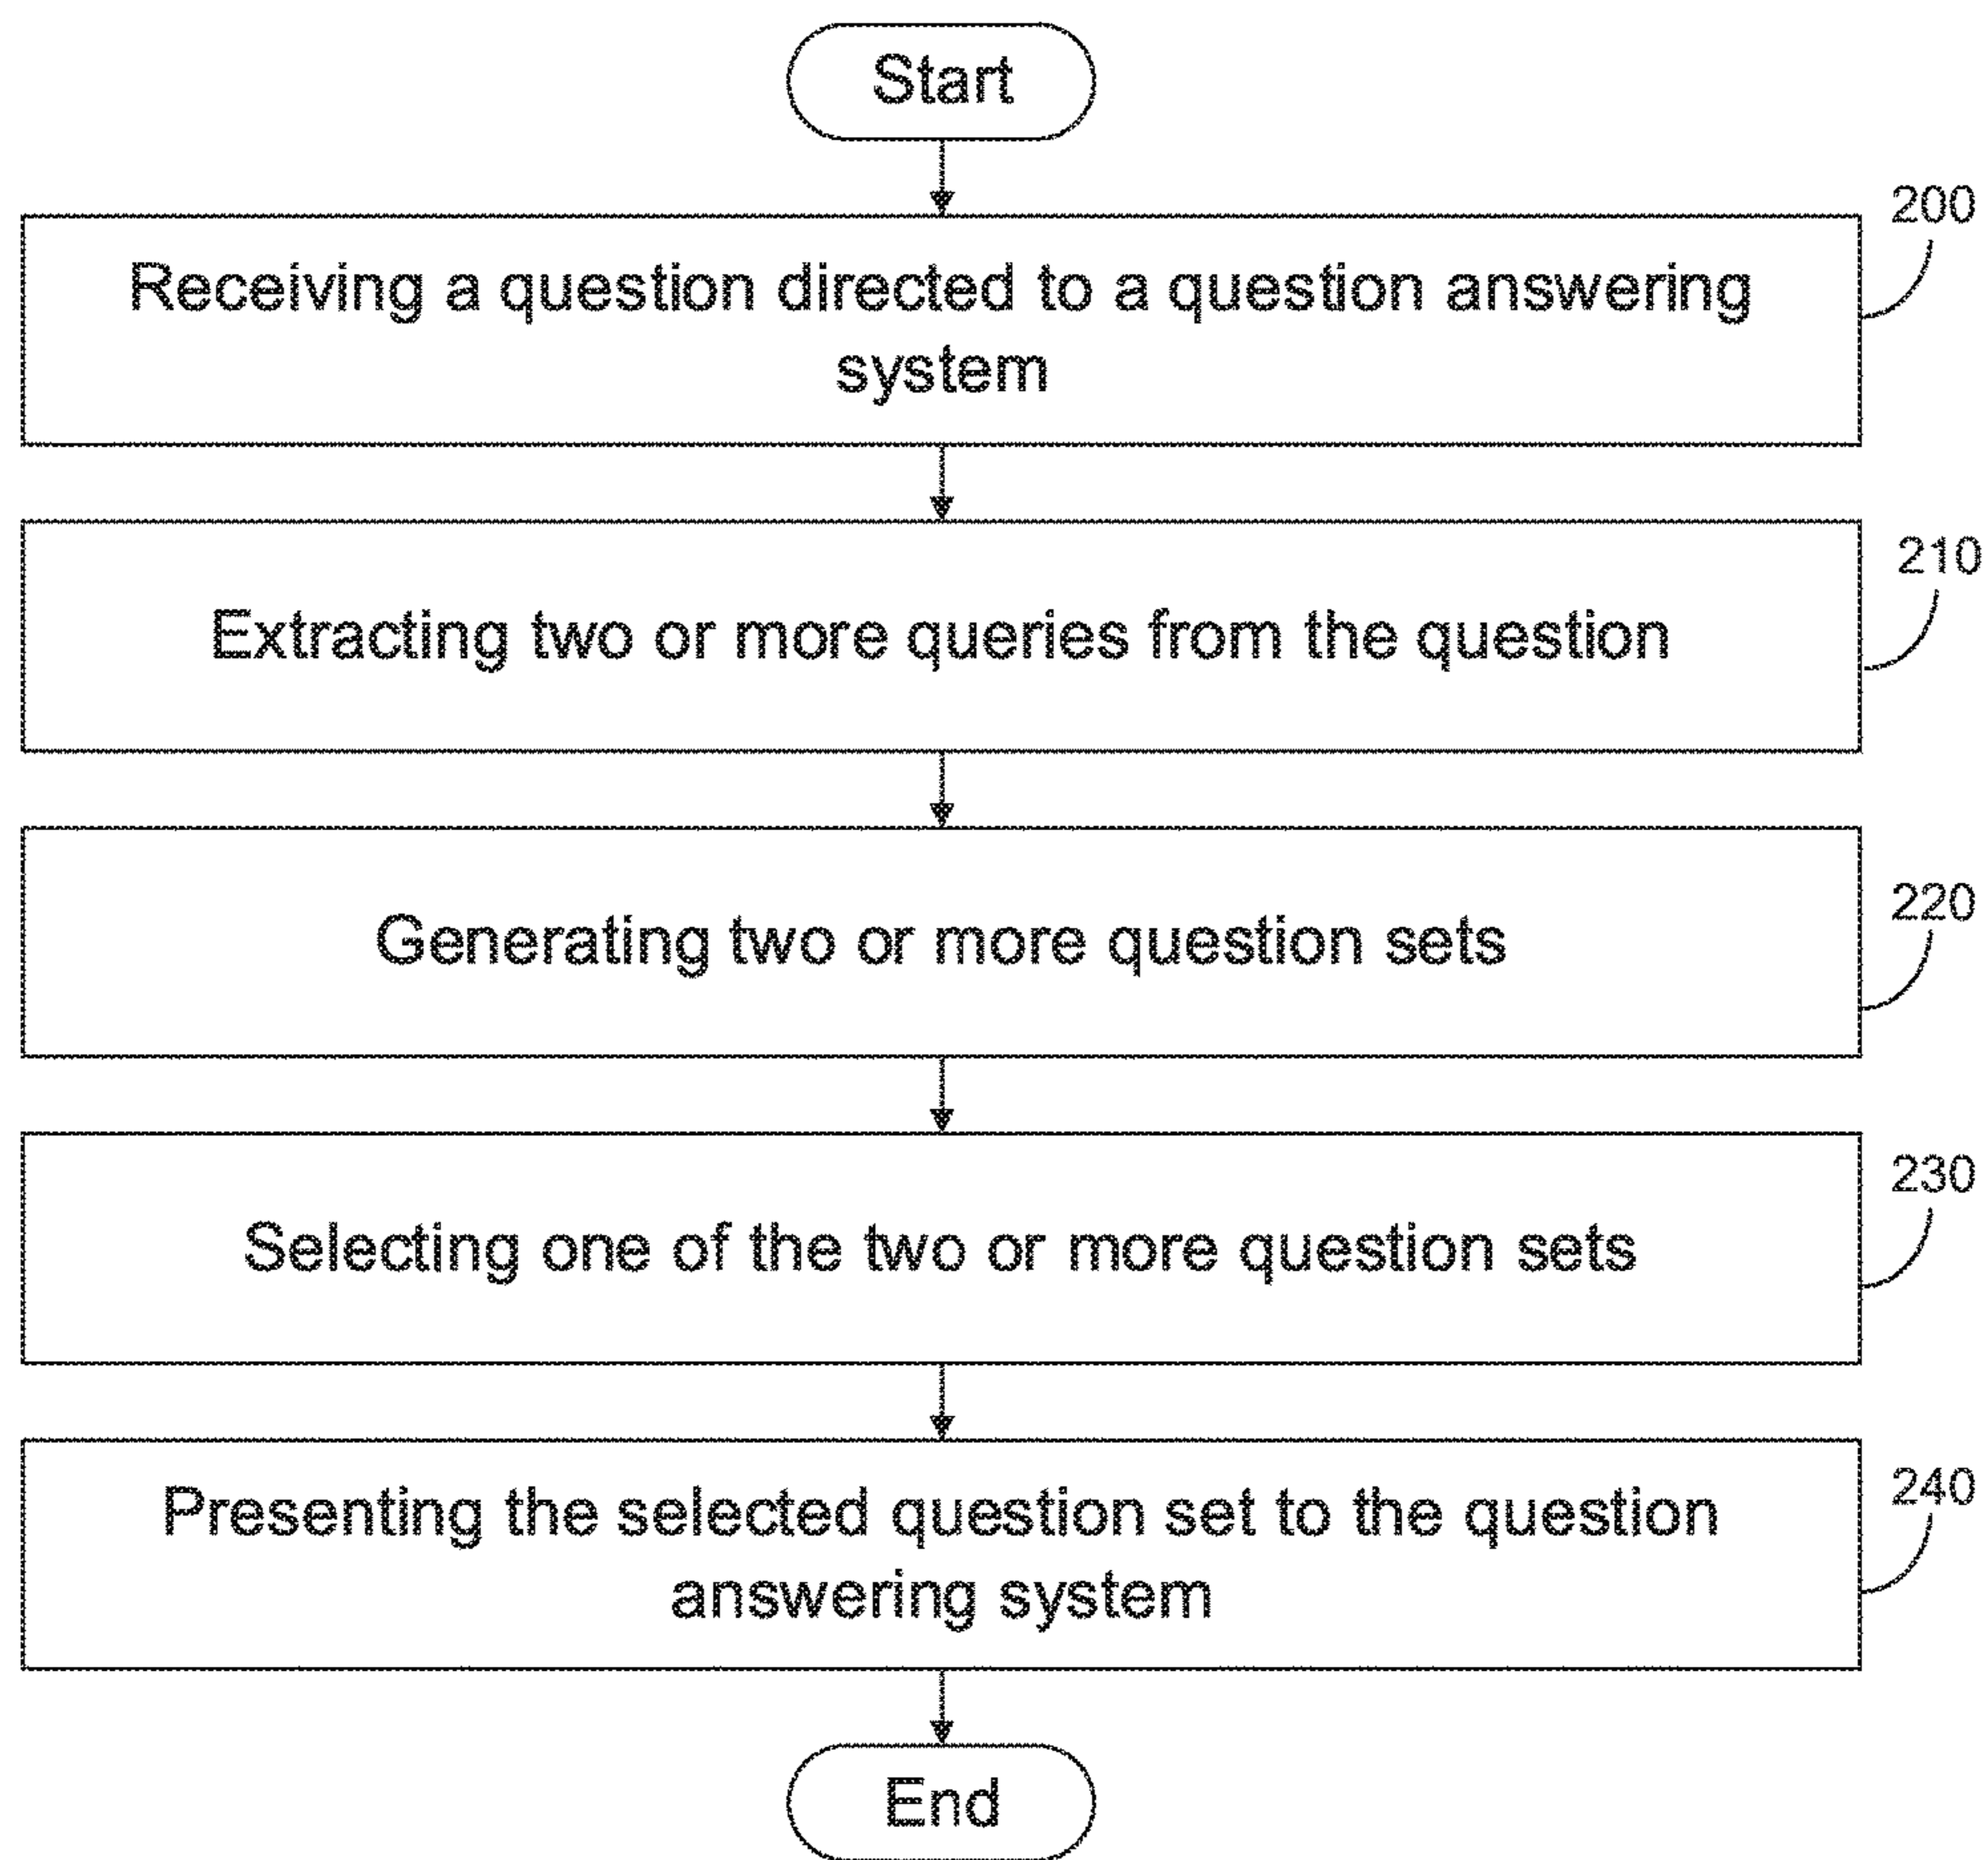 Start
200
Receiving a question directed to a question answering
system
210
Extracting two or more queries from the question
220
Generating two or more question sets
230
Selecting one of the two or more question sets
240
Presenting the selected question set to the question
answering system
End